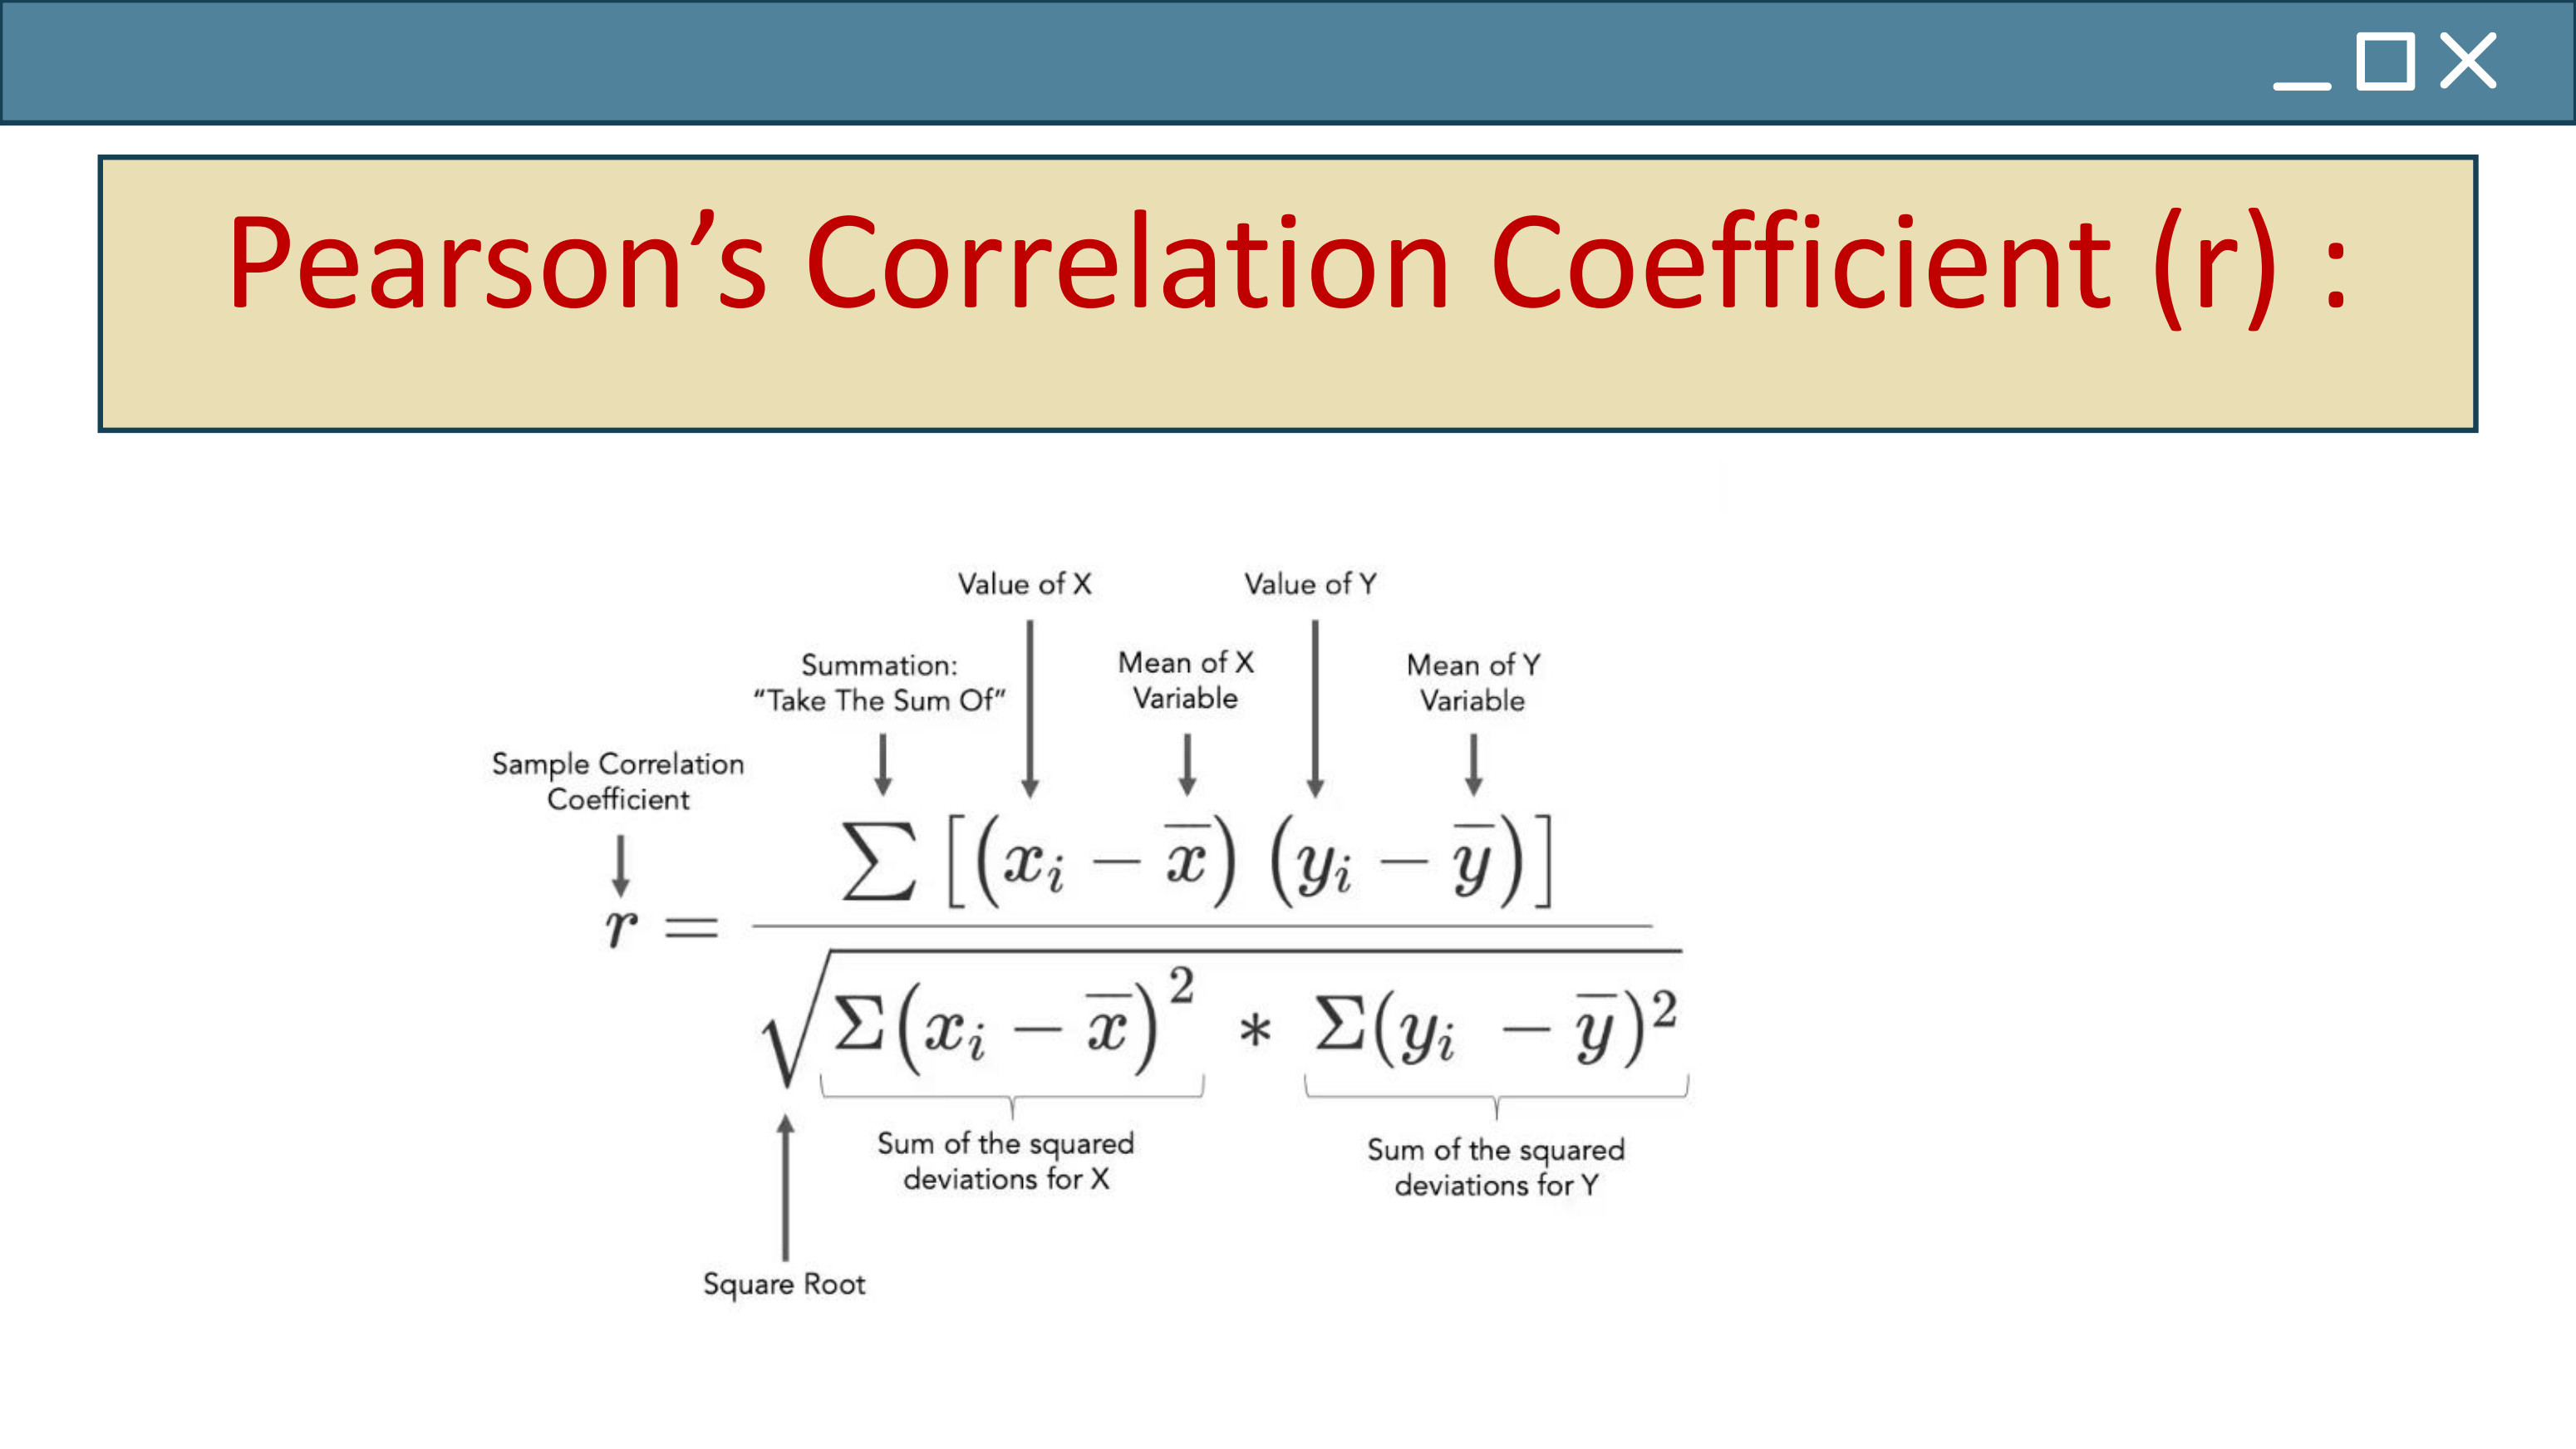 Pearson’s Correlation Coefficient (r) :
Value of X
Value of Y
Summation:
“Take The Sum Of”
Mean of X
Variable
Mean of Y
Variable
Sample Correlation
Coefficient
r = ∑ [(xᵢ − x̅) (yᵢ − y̅)]
√ Σ(xᵢ − x̅)² * Σ(yᵢ − y̅)²
Sum of the squared
deviations for X
Sum of the squared
deviations for Y
Square Root